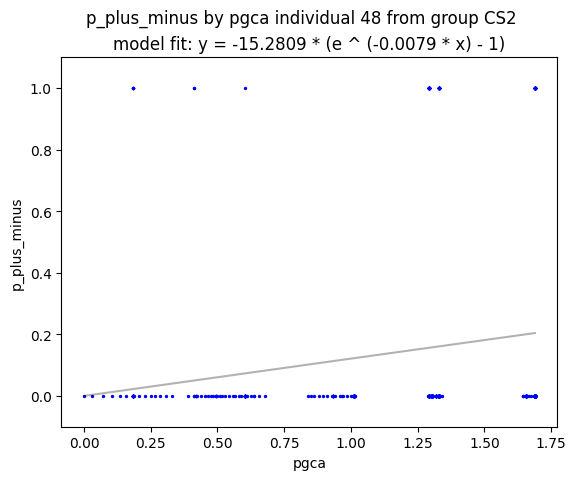 p_plus_minus by pgca individual 48 from group CS2
model fit: y = -15.2809 * (e ^ (-0.0079 * x) - 1)
1.0
0.8
0.6
0.4
0.2
0.0
p_plus_minus
0.00 0.25 0.50 0.75 1.00 1.25 1.50 1.75
pgca